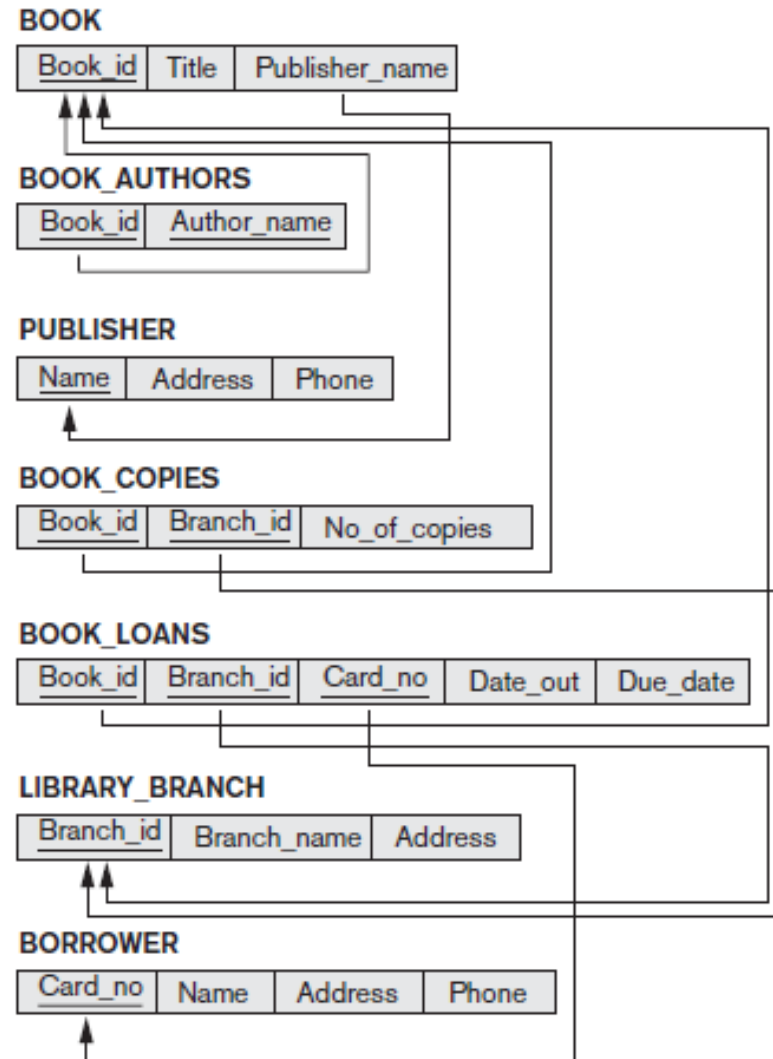 BOOK
Book_id Title Publisher_name
BOOK_AUTHORS
Book_id Author_name
PUBLISHER
Name Address Phone
BOOK_COPIES
Book_id Branch_id No_of_copies
BOOK_LOANS
Book_id Branch_id Card_no Date_out Due_date
LIBRARY_BRANCH
Branch_id Branch_name Address
BORROWER
Card_no Name Address Phone